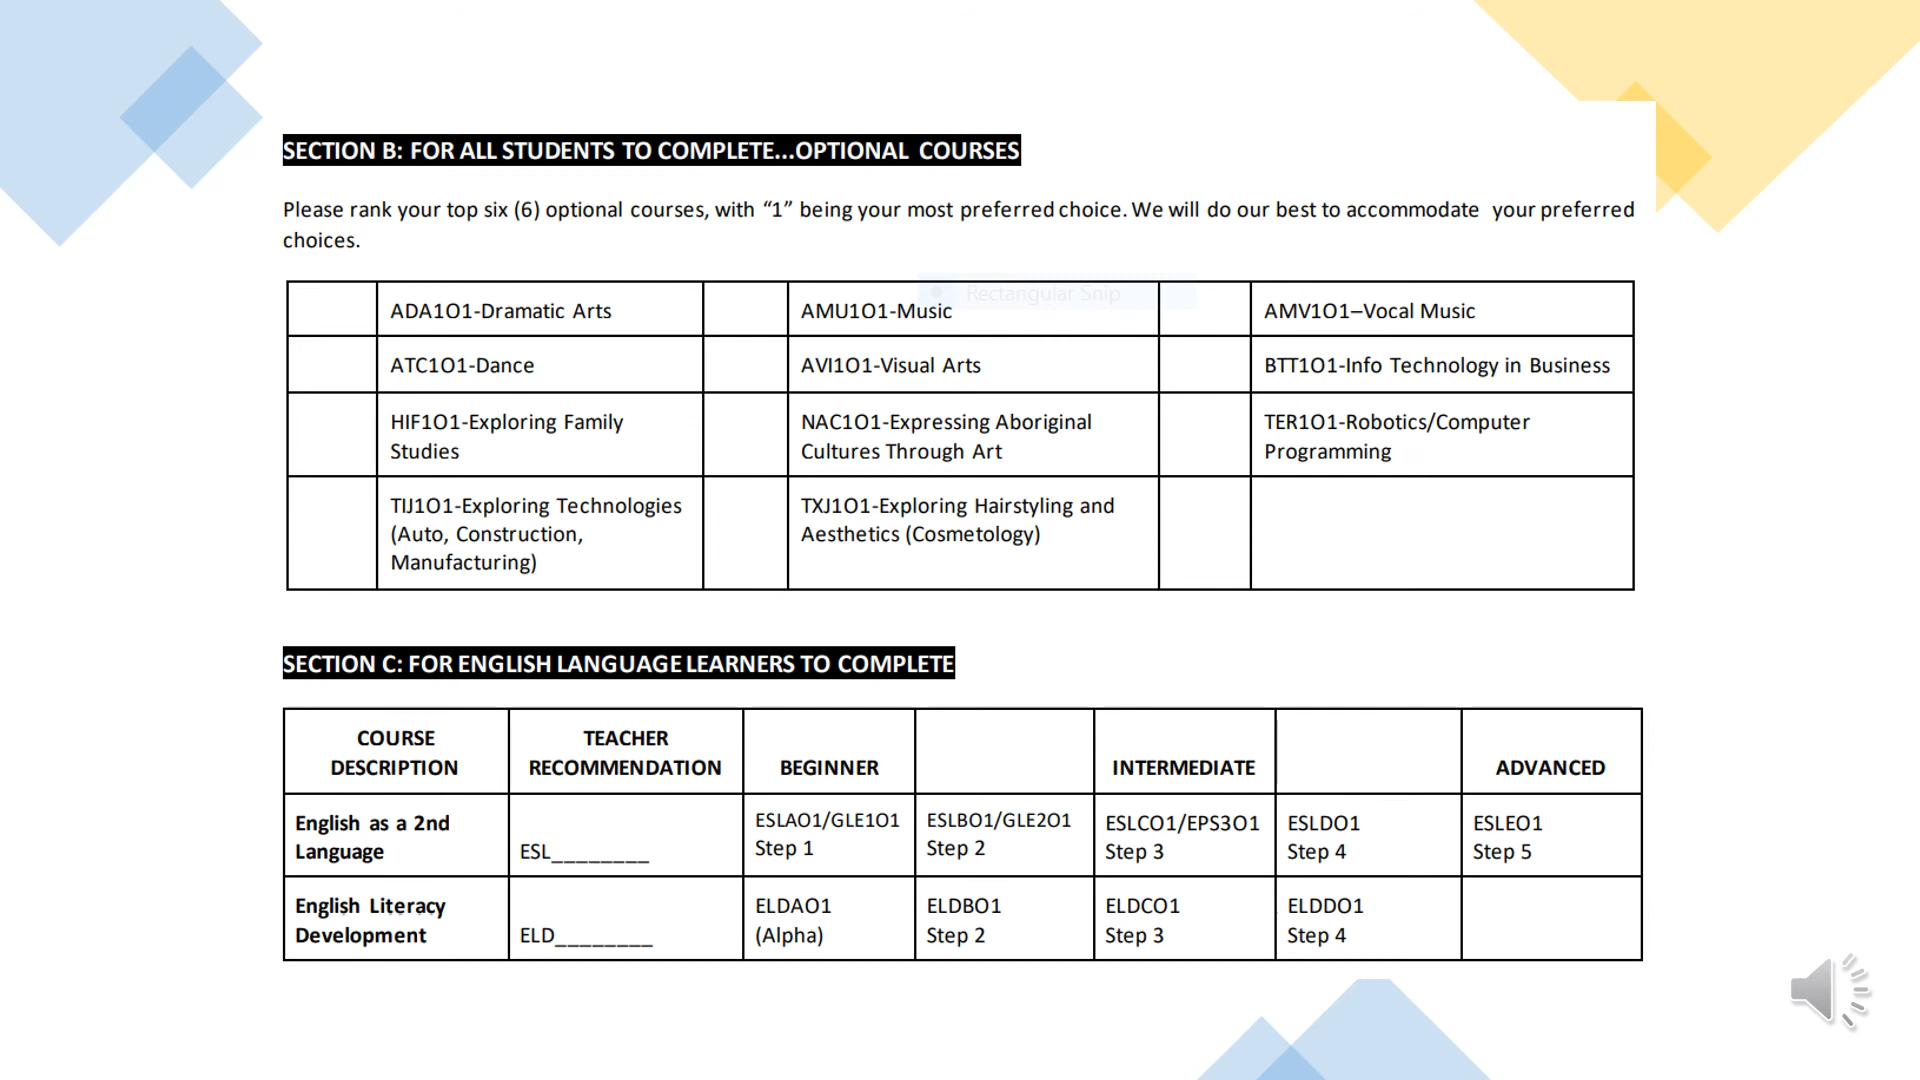 SECTION B: FOR ALL STUDENTS TO COMPLETE...OPTIONAL COURSES
Please rank your top six (6) optional courses, with “1” being your most preferred choice. We will do our best to accommodate your preferred
choices.
Rectangular Snip
ADA1O1-Dramatic Arts
AMU1O1-Music
AMV1O1–Vocal Music
ATC1O1-Dance
AVI1O1-Visual Arts
BTT1O1-Info Technology in Business
HIF1O1-Exploring Family
Studies
NAC1O1-Expressing Aboriginal
Cultures Through Art
TER1O1-Robotics/Computer
Programming
TIJ1O1-Exploring Technologies
(Auto, Construction,
Manufacturing)
TXJ1O1-Exploring Hairstyling and
Aesthetics (Cosmetology)
SECTION C: FOR ENGLISH LANGUAGE LEARNERS TO COMPLETE
COURSE
DESCRIPTION
TEACHER
RECOMMENDATION
BEGINNER
INTERMEDIATE
ADVANCED
English as a 2nd
Language
ESL________
ESLAO1/GLE1O1
Step 1
ESLBO1/GLE2O1
Step 2
ESLCO1/EPS3O1
Step 3
ESLDO1
Step 4
ESLEO1
Step 5
English Literacy
Development
ELD________
ELDAO1
(Alpha)
ELDBO1
Step 2
ELDCO1
Step 3
ELDDO1
Step 4